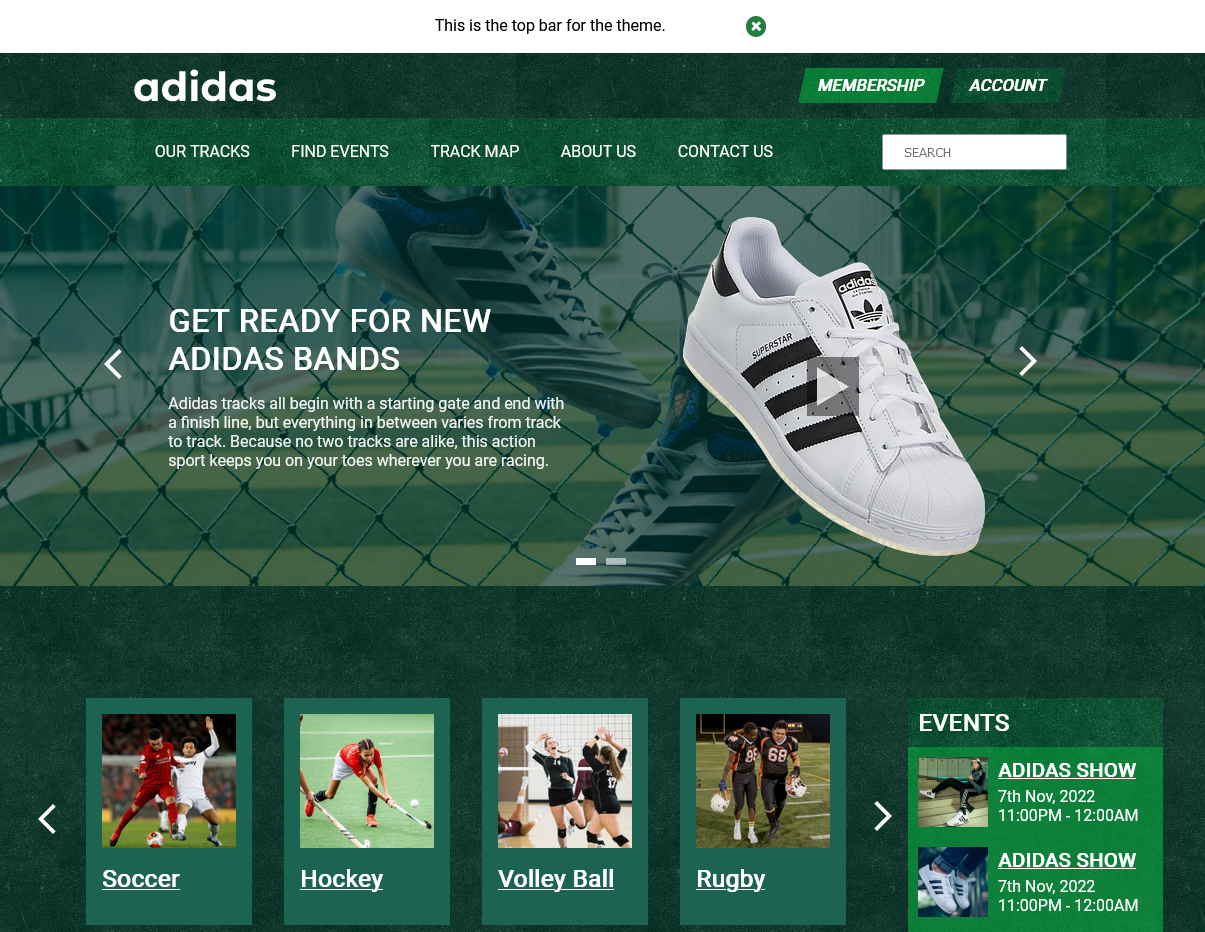 This is the top bar for the theme.
adidas
MEMBERSHIP
ACCOUNT
OUR TRACKS
FIND EVENTS
TRACK MAP
ABOUT US
CONTACT US
SEARCH
GET READY FOR NEW
ADIDAS BANDS
Adidas tracks all begin with a starting gate and end with
a finish line, but everything in between varies from track
to track. Because no two tracks are alike, this action
sport keeps you on your toes wherever you are racing.
adidas
SUPERSTAR
Soccer
Hockey
17
Volley Ball
68
Rugby
EVENTS
ADIDAS SHOW
7th Nov, 2022
11:00PM - 12:00AM
ADIDAS SHOW
7th Nov, 2022
11:00PM - 12:00AM